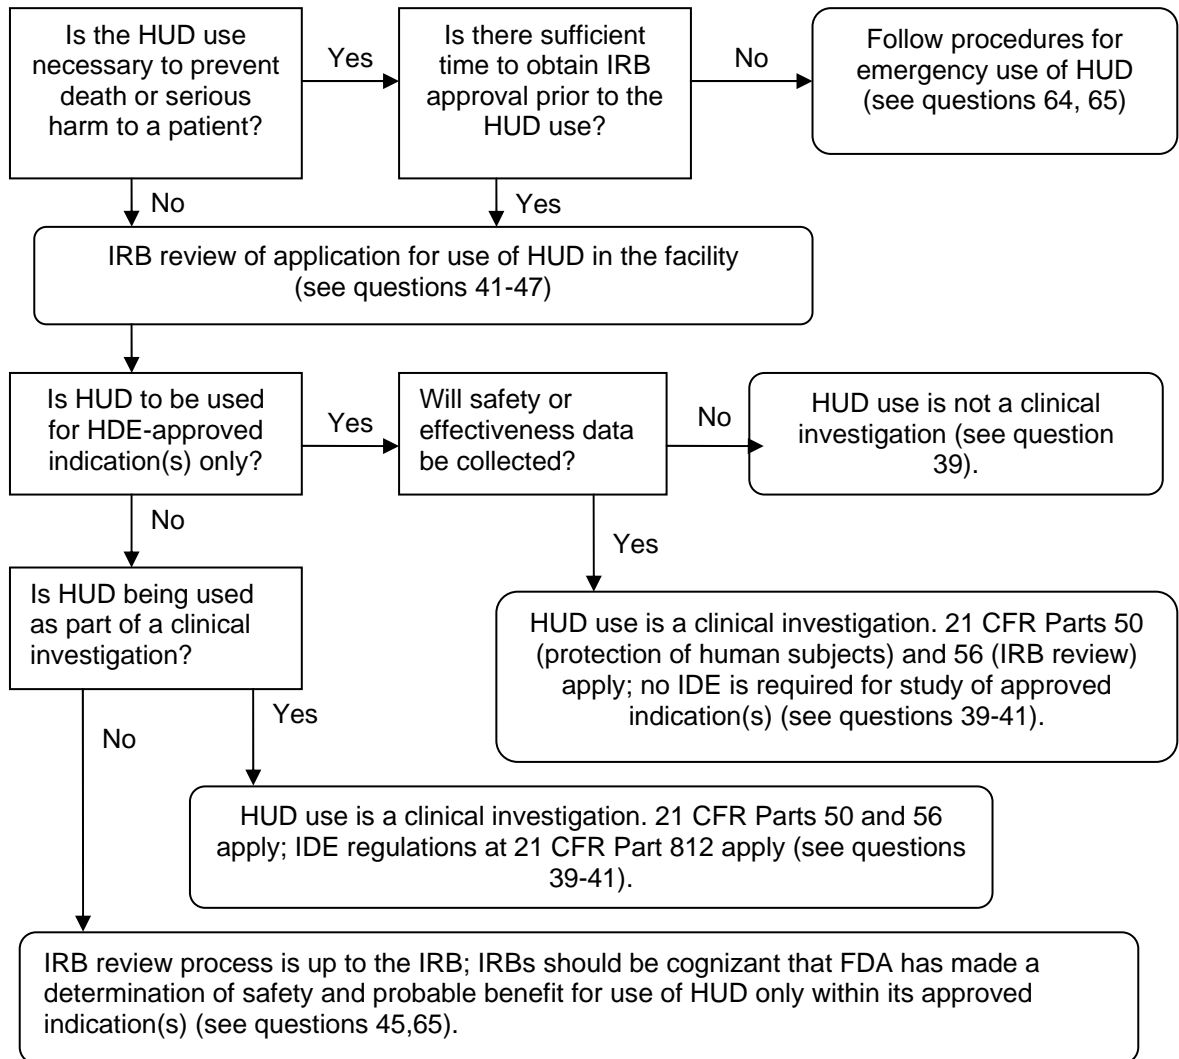 Is the HUD use
necessary to prevent
death or serious
harm to a patient?
Yes
Is there sufficient
time to obtain IRB
approval prior to the
HUD use?
No
Follow procedures for
emergency use of HUD
(see questions 64, 65)
No
Yes
IRB review of application for use of HUD in the facility
(see questions 41-47)
Is HUD to be used
for HDE-approved
indication(s) only?
Yes
Will safety or
effectiveness data
be collected?
No
HUD use is not a clinical
investigation (see question
39).
No
Yes
Is HUD being used
as part of a clinical
investigation?
HUD use is a clinical investigation. 21 CFR Parts 50
(protection of human subjects) and 56 (IRB review)
apply; no IDE is required for study of approved
indication(s) (see questions 39-41).
No
Yes
HUD use is a clinical investigation. 21 CFR Parts 50 and 56
apply; IDE regulations at 21 CFR Part 812 apply (see questions
39-41).
IRB review process is up to the IRB; IRBs should be cognizant that FDA has made a
determination of safety and probable benefit for use of HUD only within its approved
indication(s) (see questions 45,65).